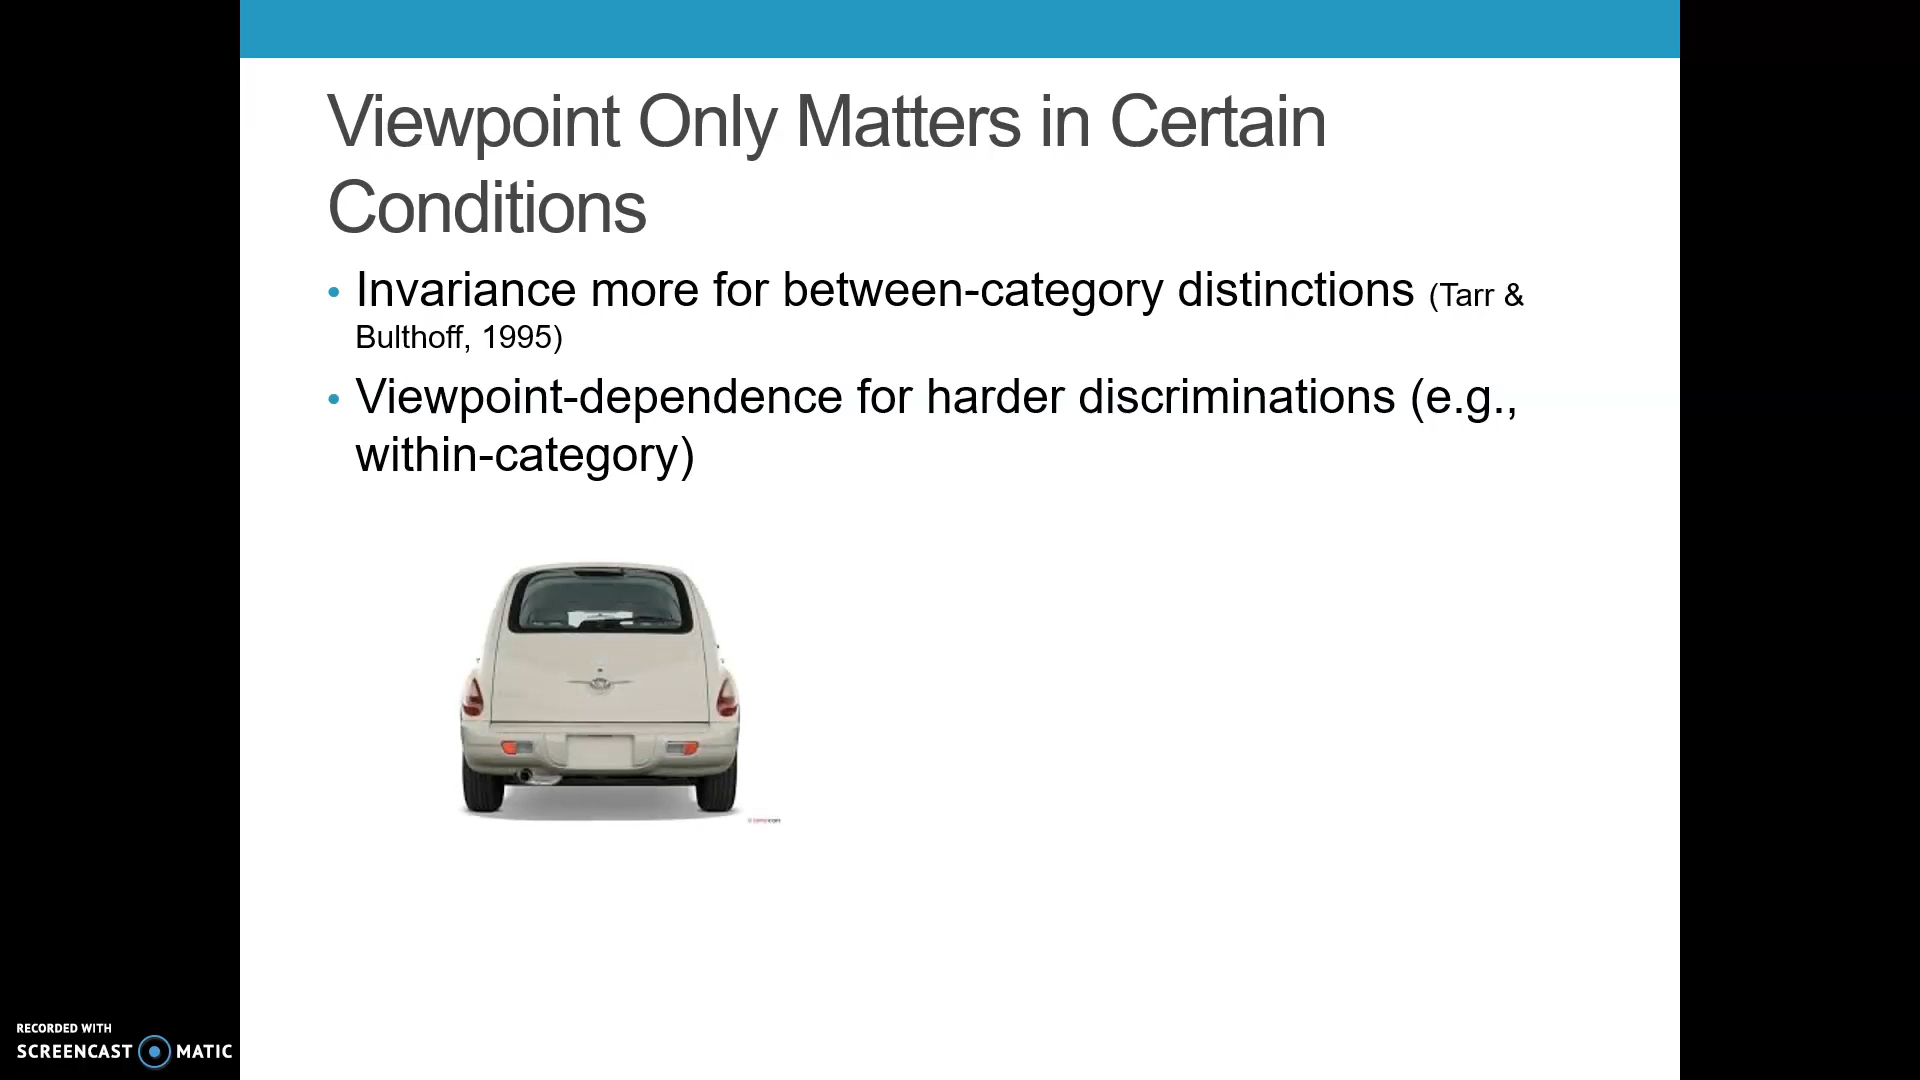 Viewpoint Only Matters in Certain
Conditions
• Invariance more for between-category distinctions (Tarr &
Bulthoff, 1995)
• Viewpoint-dependence for harder discriminations (e.g.,
within-category)
RECORDED WITH
SCREENCAST MATIC